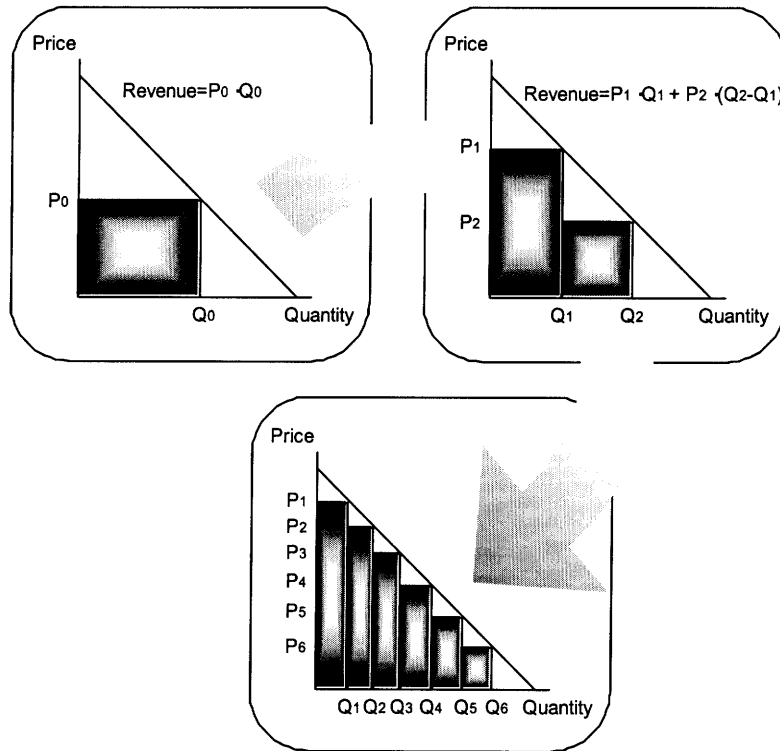 Price
Revenue=P0 ·Q0
P0
Q0 Quantity
Price
Revenue=P1 ·Q1 + P2 ·(Q2-Q1)
P1
P2
Q1 Q2 Quantity
Price
P1
P2
P3
P4
P5
P6
Q1 Q2 Q3 Q4 Q5 Q6 Quantity